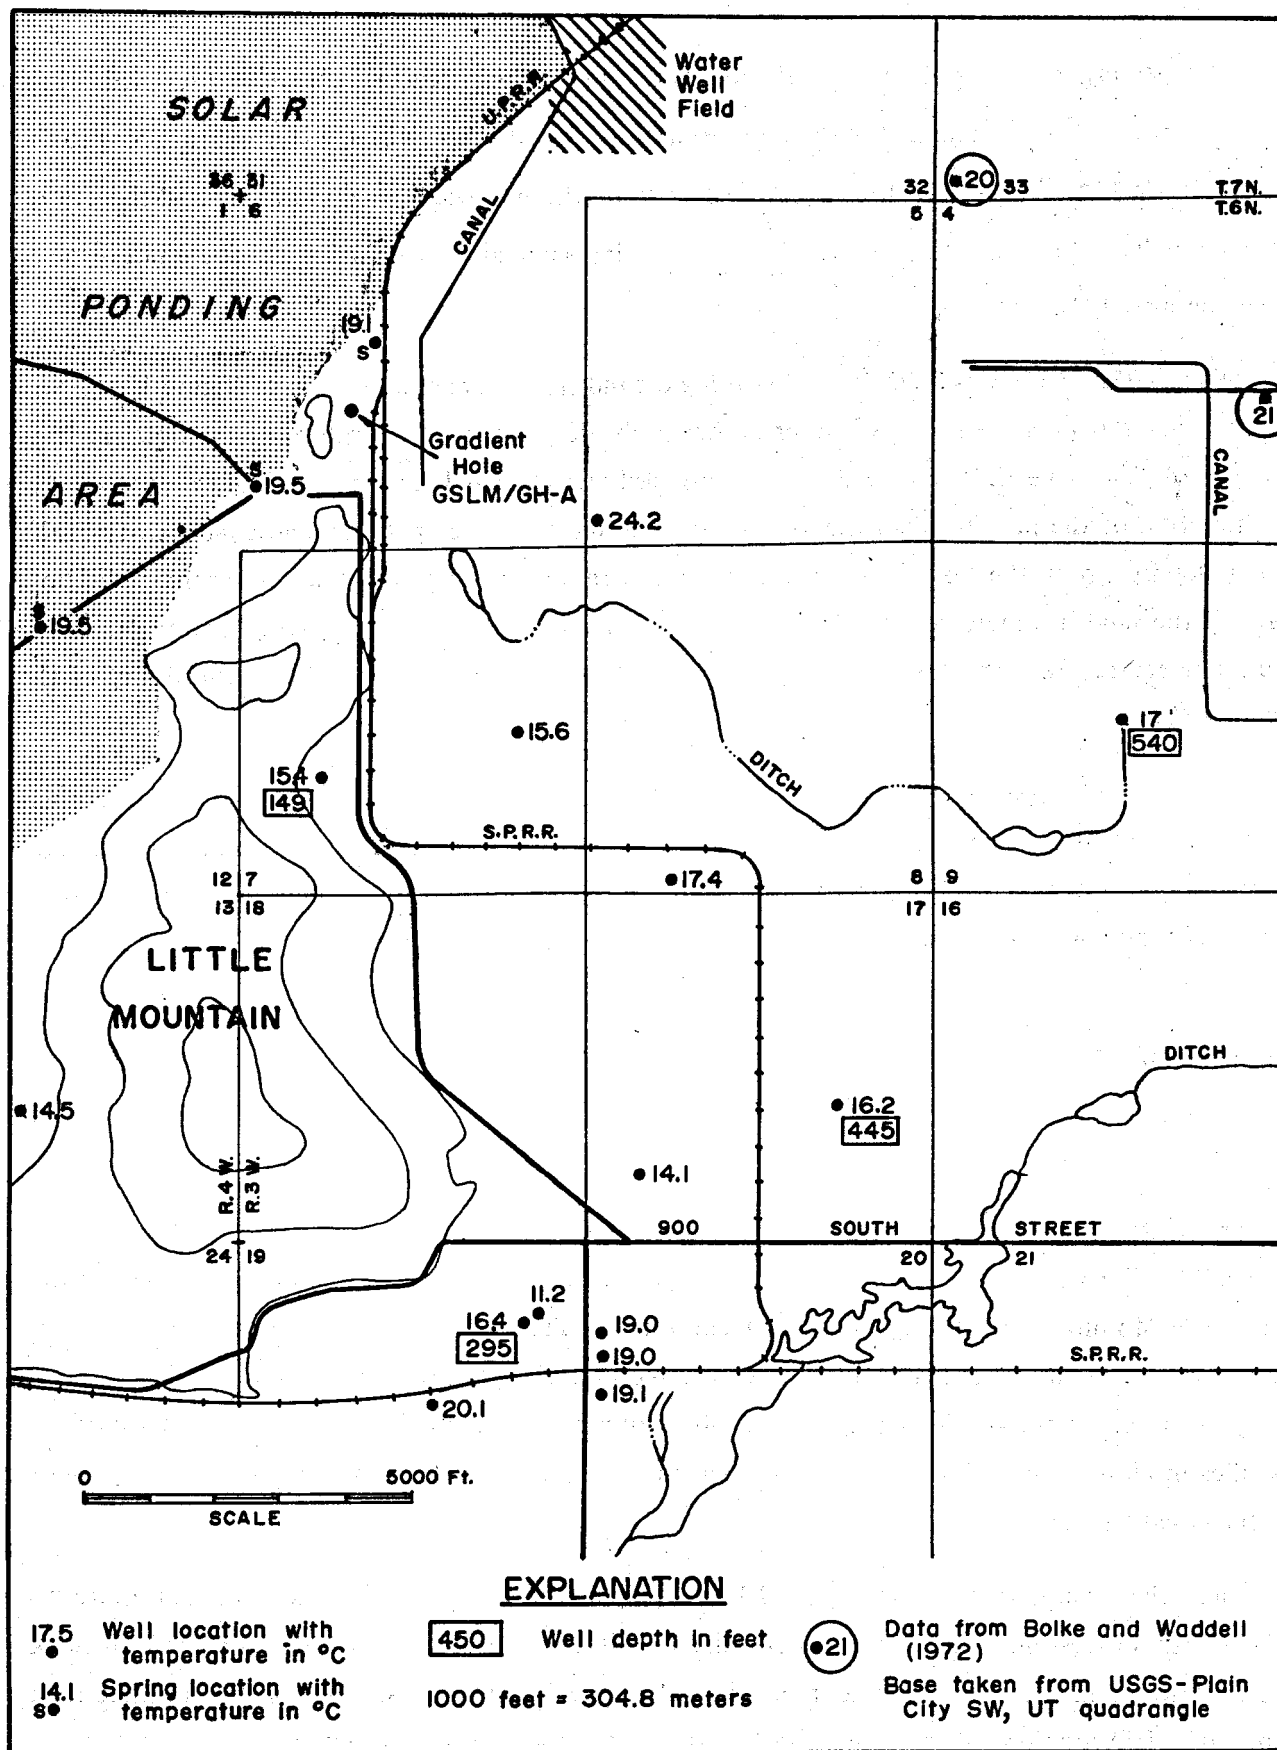 Water
Well
Field
U.P.R.R.
SOLAR
36 31
1 6
32
20
33
T.7N.
5 4
T.6N.
CANAL
PONDING
19.1
S
21
Gradient
Hole
GSLM/GH-A
CANAL
AREA
S
19.5
24.2
S
19.5
15.6
17
540
DITCH
15.4
149
S.P.R.R.
17.4
12 7
8 9
13 18
17 16
LITTLE
MOUNTAIN
DITCH
14.5
16.2
445
R.4 W.
R.3 W.
14.1
900 SOUTH STREET
24 19
20 21
11.2
16.4
295
19.0
19.0
S.P.R.R.
19.1
20.1
0 5000 Ft.
SCALE
EXPLANATION
17.5 Well location with
temperature in °C
14.1 Spring location with
S temperature in °C
450 Well depth in feet
1000 feet = 304.8 meters
21 Data from Bolke and Waddell
(1972)
Base taken from USGS-Plain
City SW, UT quadrangle